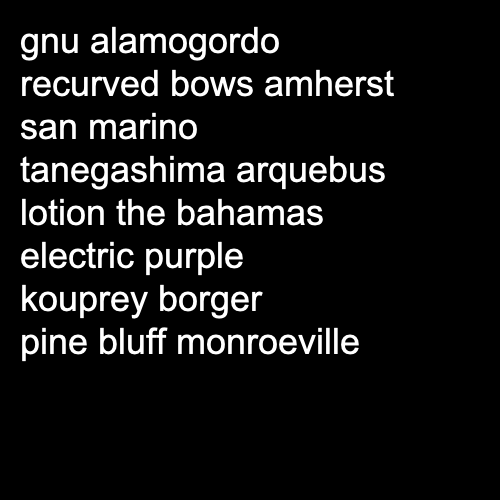 gnu alamogordo
recurved bows amherst
san marino
tanegashima arquebus
lotion the bahamas
electric purple
kouprey borger
pine bluff monroeville